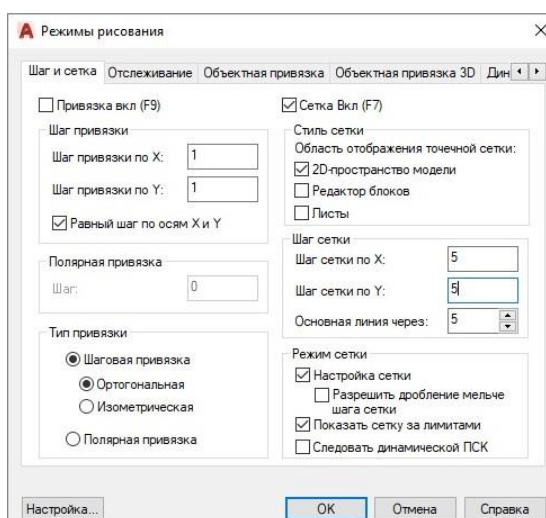 Режимы рисования
Шаг и сетка Отслеживание Объектная привязка Объектная привязка 3D Дин
Привязка вкл (F9)
Шаг привязки
Шаг привязки по X: 1
Шаг привязки по Y: 1
Равный шаг по осям X и Y
Полярная привязка
Шаг: 0
Тип привязки
Шаговая привязка
Ортогональная
Изометрическая
Полярная привязка
Сетка Вкл (F7)
Стиль сетки
Область отображения точечной сетки:
2D-пространство модели
Редактор блоков
Листы
Шаг сетки
Шаг сетки по X: 5
Шаг сетки по Y: 5
Основная линия через: 5
Режим сетки
Настройка сетки
Разрешить дробление мельче
шага сетки
Показать сетку за лимитами
Следовать динамической ПСК
Настройка... OK Отмена Справка